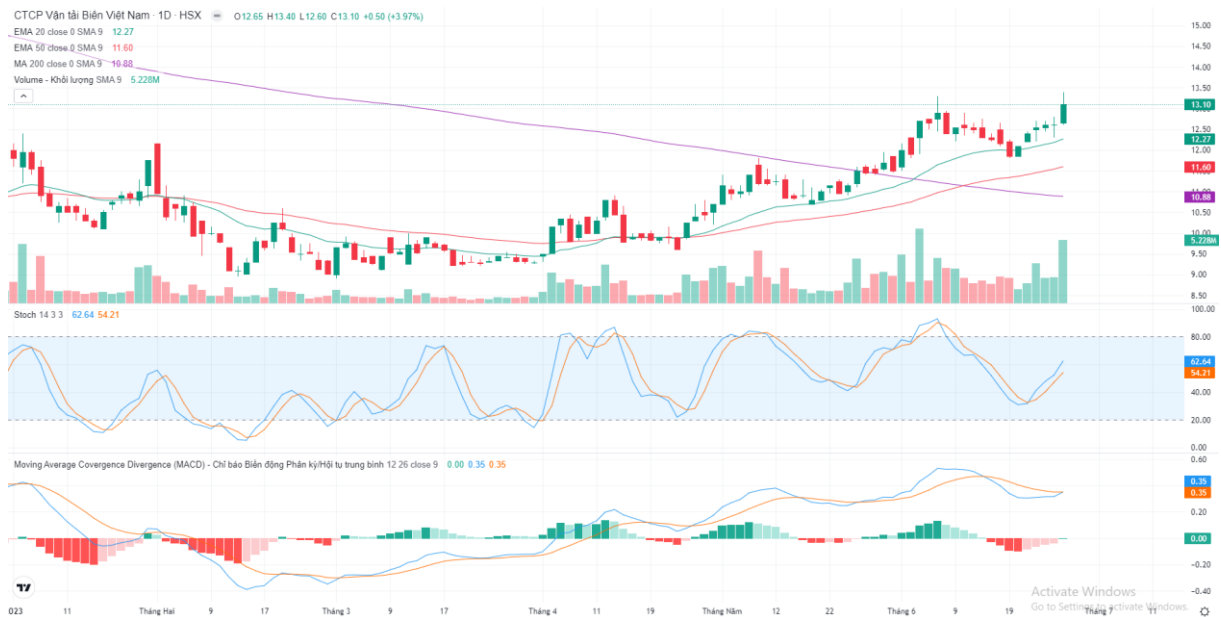 CTCP Vận tải Biển Việt Nam · 1D · HSX O12.65 H13.40 L12.60 C13.10 +0.50 (+3.97%)
EMA 20 close 0 SMA 9 12.27
EMA 50 close 0 SMA 9 11.60
MA 200 close 0 SMA 9 10.88
Volume - Khối lượng SMA 9 5.228M
15.00
14.50
14.00
13.50
13.10
12.50
12.27
12.00
11.60
10.88
10.50
10.00
5.228M
9.50
9.00
8.50
Stoch 14 3 3 62.64 54.21
100.00
80.00
62.64
54.21
40.00
20.00
0.00
Moving Average Covergence Divergence (MACD) - Chỉ báo Biến động Phân kỳ/Hội tụ trung bình 12 26 close 9 0.00 0.35 0.35
0.60
0.35
0.35
0.20
0.00
−0.20
−0.40
Activate Windows
Go to Settings to activate Windows.
023 11 Tháng Hai 9 17 Tháng 3 9 17 Tháng 4 11 19 Tháng Năm 12 22 Tháng 6 9 19 Tháng 7 11